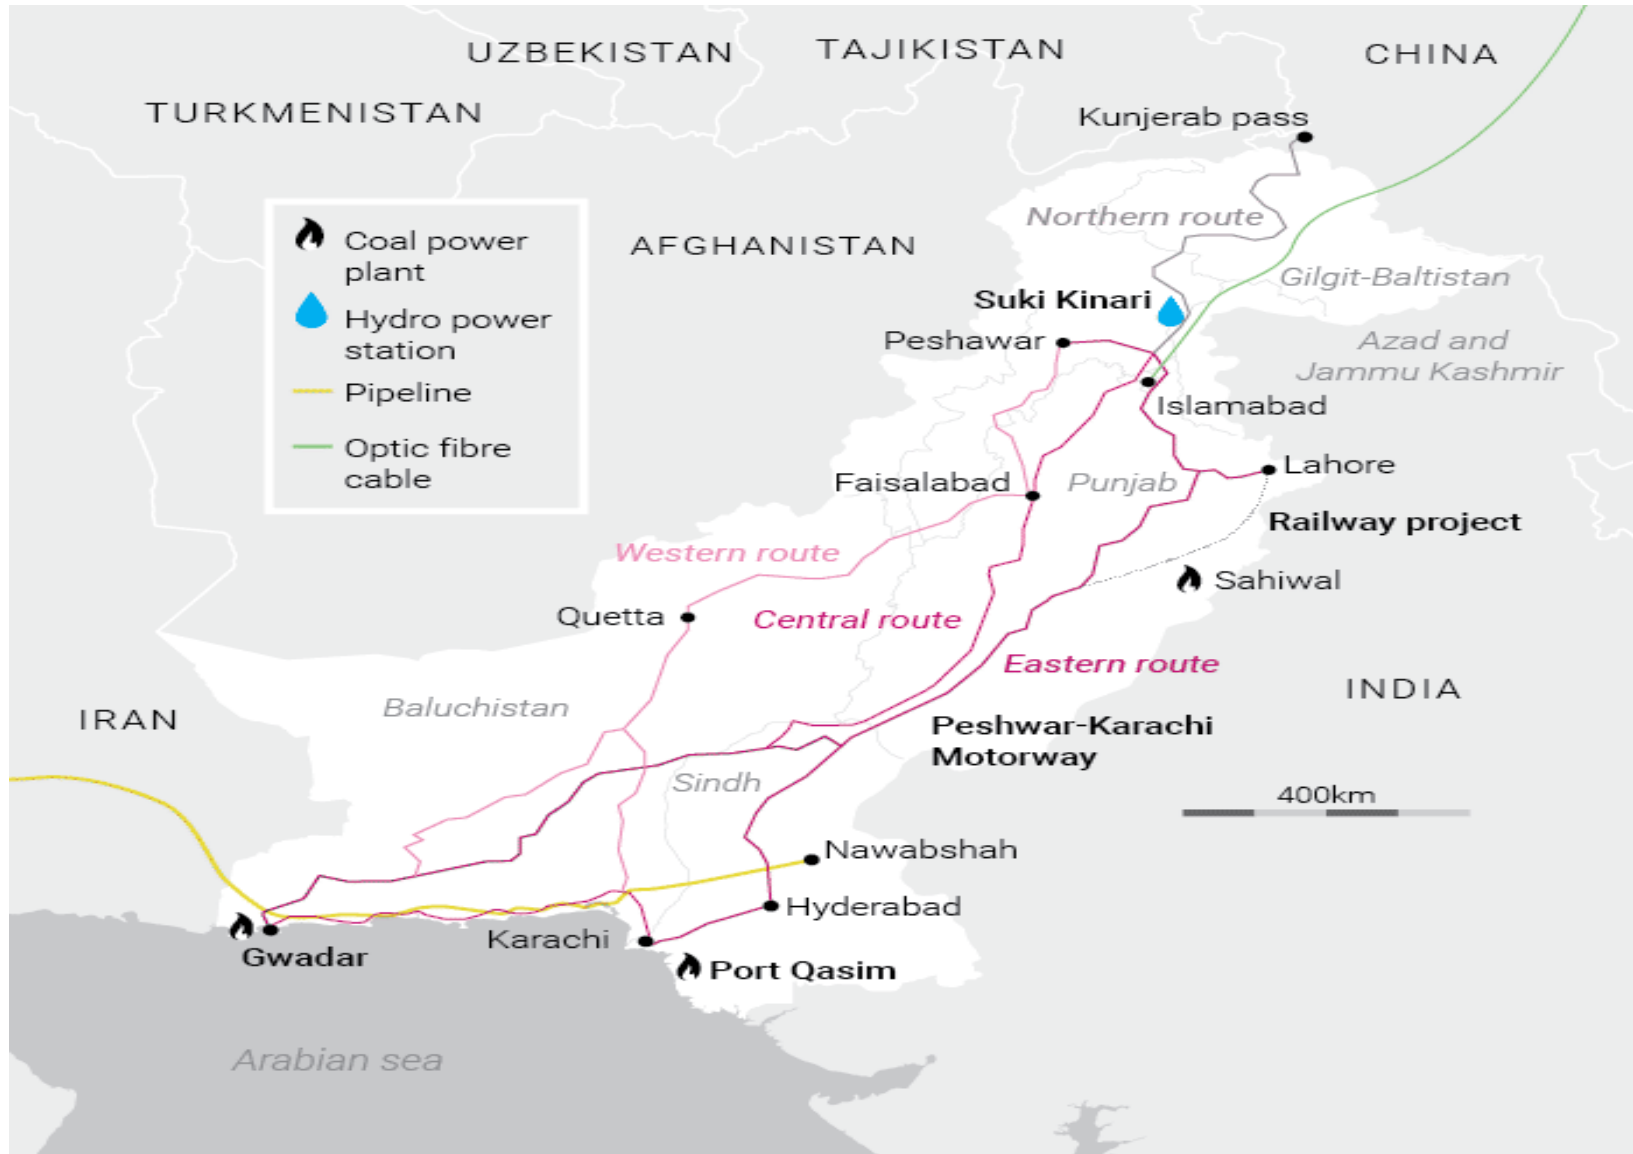 UZBEKISTAN
TAJIKISTAN
CHINA
TURKMENISTAN
Kunjerab pass
Northern route
Coal power
plant
Hydro power
station
Pipeline
Optic fibre
cable
AFGHANISTAN
Gilgit-Baltistan
Suki Kinari
Peshawar
Azad and
Jammu Kashmir
Islamabad
Lahore
Faisalabad
Punjab
Railway project
Western route
Sahiwal
Quetta
Central route
Eastern route
INDIA
Baluchistan
IRAN
Peshwar-Karachi
Motorway
Sindh
400km
Nawabshah
Hyderabad
Karachi
Gwadar
Port Qasim
Arabian sea